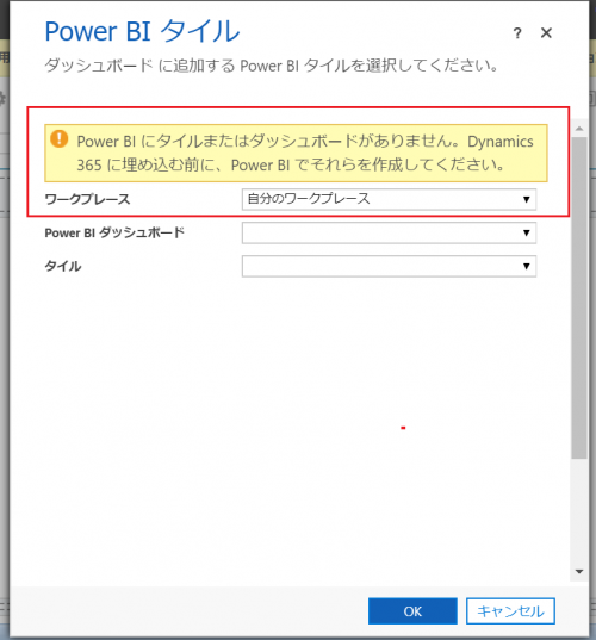 Power BI タイル
? ×
ダッシュボード に追加する Power BI タイルを選択してください。
Power BI にタイルまたはダッシュボードがありません。Dynamics
365 に埋め込む前に、Power BI でそれらを作成してください。
ワークプレース 自分のワークプレース
Power BI ダッシュボード
タイル
OK キャンセル